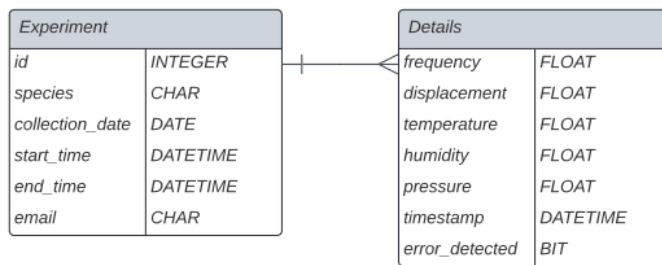 Experiment
id INTEGER
species CHAR
collection_date DATE
start_time DATETIME
end_time DATETIME
email CHAR
Details
frequency FLOAT
displacement FLOAT
temperature FLOAT
humidity FLOAT
pressure FLOAT
timestamp DATETIME
error_detected BIT